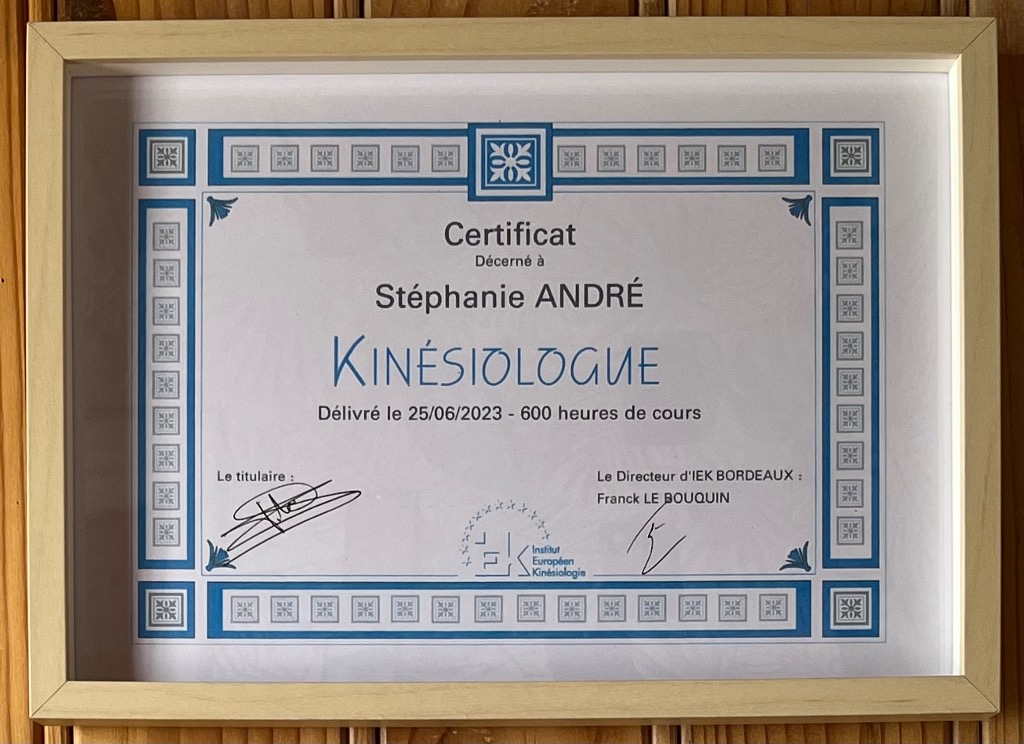 Certificat
Décerné à
Stéphanie ANDRÉ
KINÉSIOLOGUE
Délivré le 25/06/2023 - 600 heures de cours
Le titulaire :
Le Directeur d'IEK BORDEAUX :
Franck LE BOUQUIN
IEK
Institut
Européen
Kinésiologie